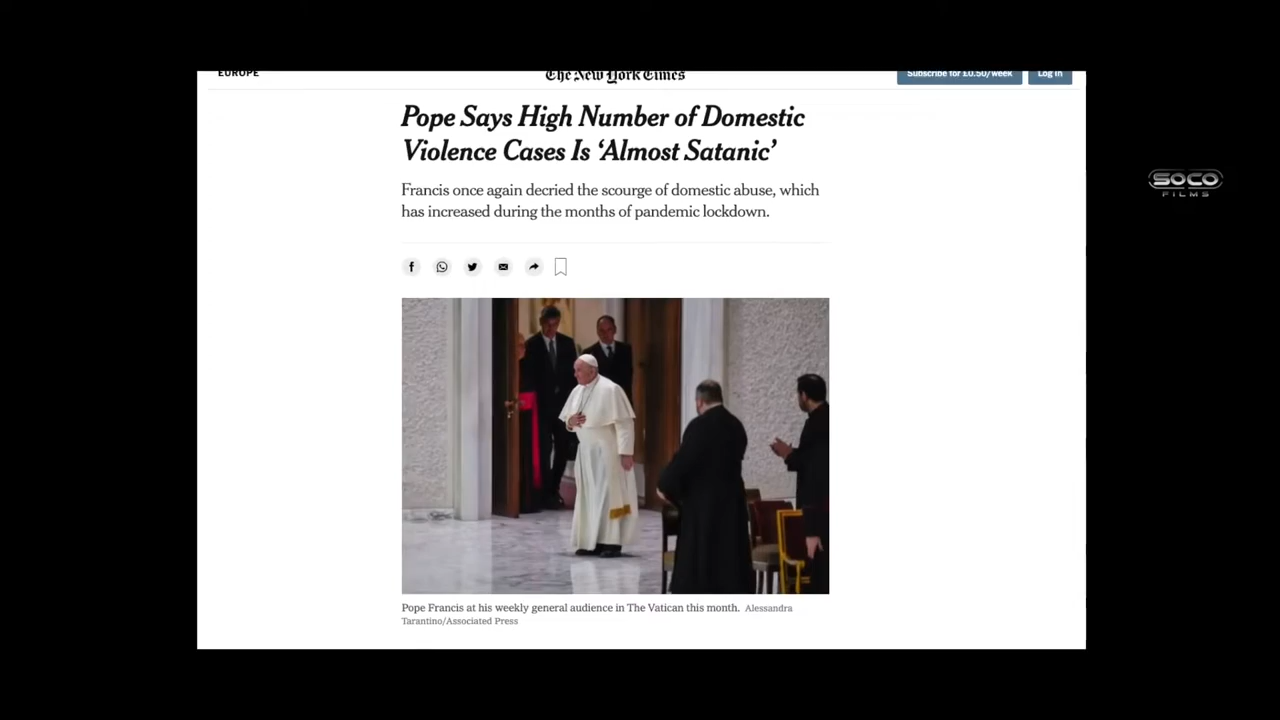 EUROPE
The New York Times
Subscribe for £0.50/week
Log in
Pope Says High Number of Domestic
Violence Cases Is ‘Almost Satanic’
Francis once again decried the scourge of domestic abuse, which
has increased during the months of pandemic lockdown.
Pope Francis at his weekly general audience in The Vatican this month. Alessandra
Tarantino/Associated Press
SOCO
FILMS